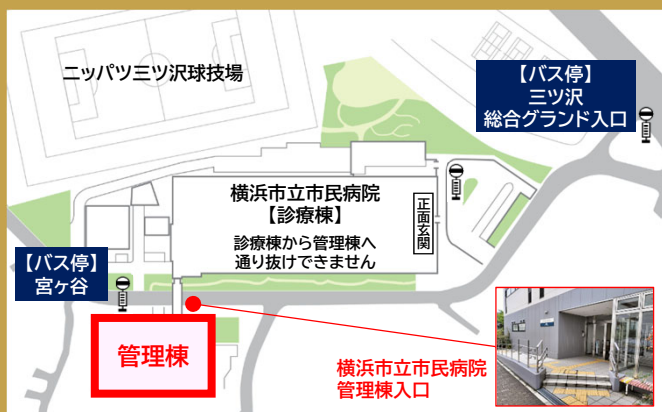 ニッパツ三ツ沢球技場
【バス停】
三ツ沢
総合グランド入口
横浜市立市民病院
【診療棟】
診療棟から管理棟へ
通り抜けできません
正面玄関
【バス停】
宮ヶ谷
管理棟
横浜市立市民病院
管理棟入口